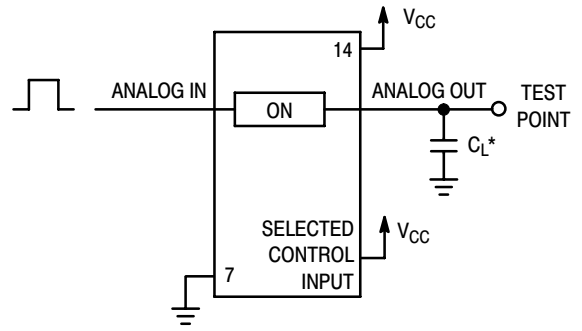 VCC
14
ANALOG IN
ON
ANALOG OUT
TEST
POINT
CL*
SELECTED
CONTROL
INPUT
VCC
7